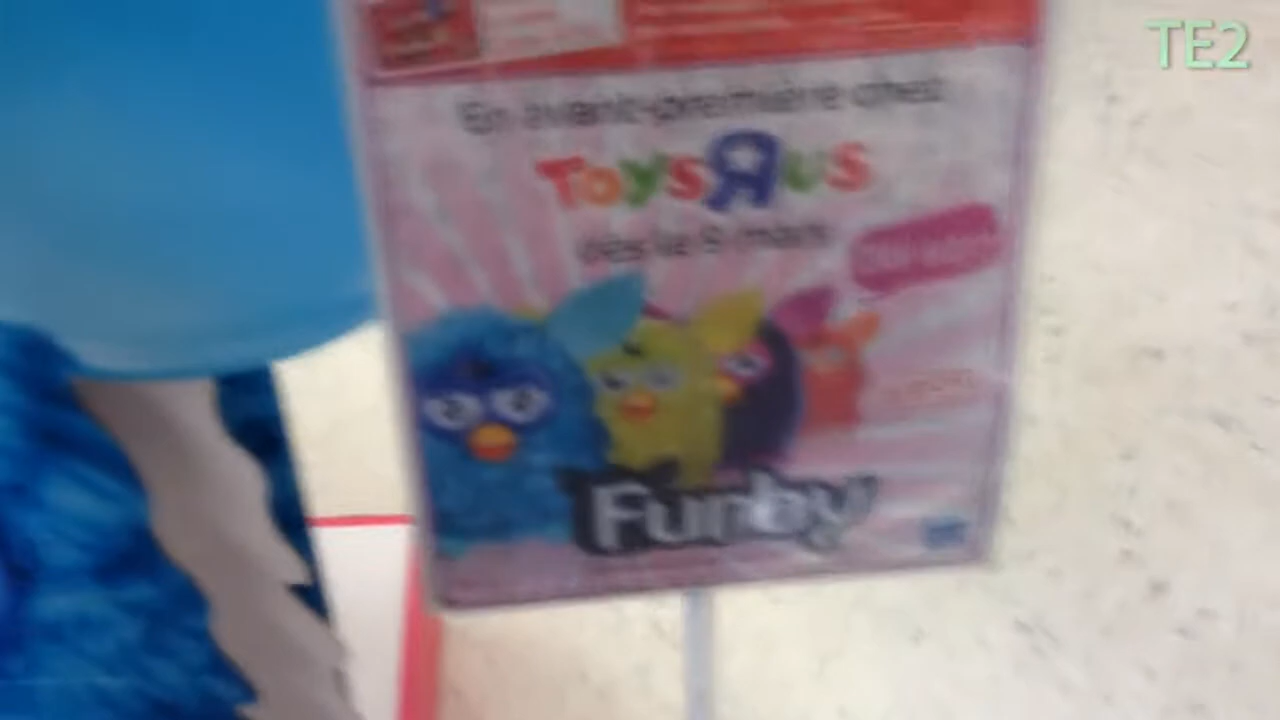 TE2
En avant-première chez
ToysЯus
dès le 9 mars
Furby